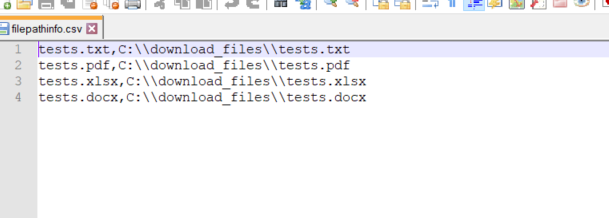 filepathinfo.csv
1 tests.txt,C:\\download_files\\tests.txt
2 tests.pdf,C:\\download_files\\tests.pdf
3 tests.xlsx,C:\\download_files\\tests.xlsx
4 tests.docx,C:\\download_files\\tests.docx